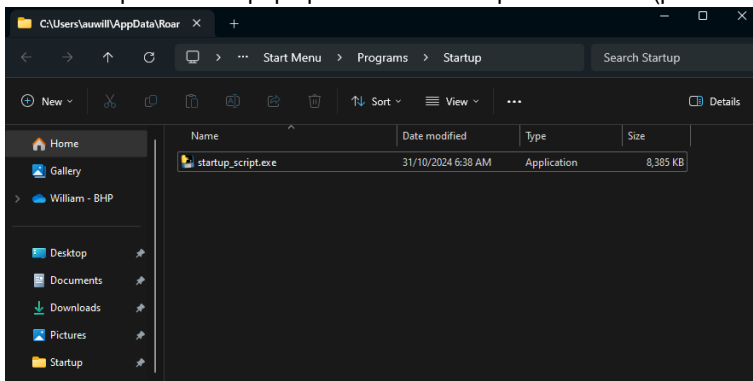 C:\Users\auwill\AppData\Roar
Start Menu > Programs > Startup
Search Startup
New
Sort
View
Details
Name
Date modified
Type
Size
Home
startup_script.exe
31/10/2024 6:38 AM
Application
8,385 KB
Gallery
William - BHP
Desktop
Documents
Downloads
Pictures
Startup